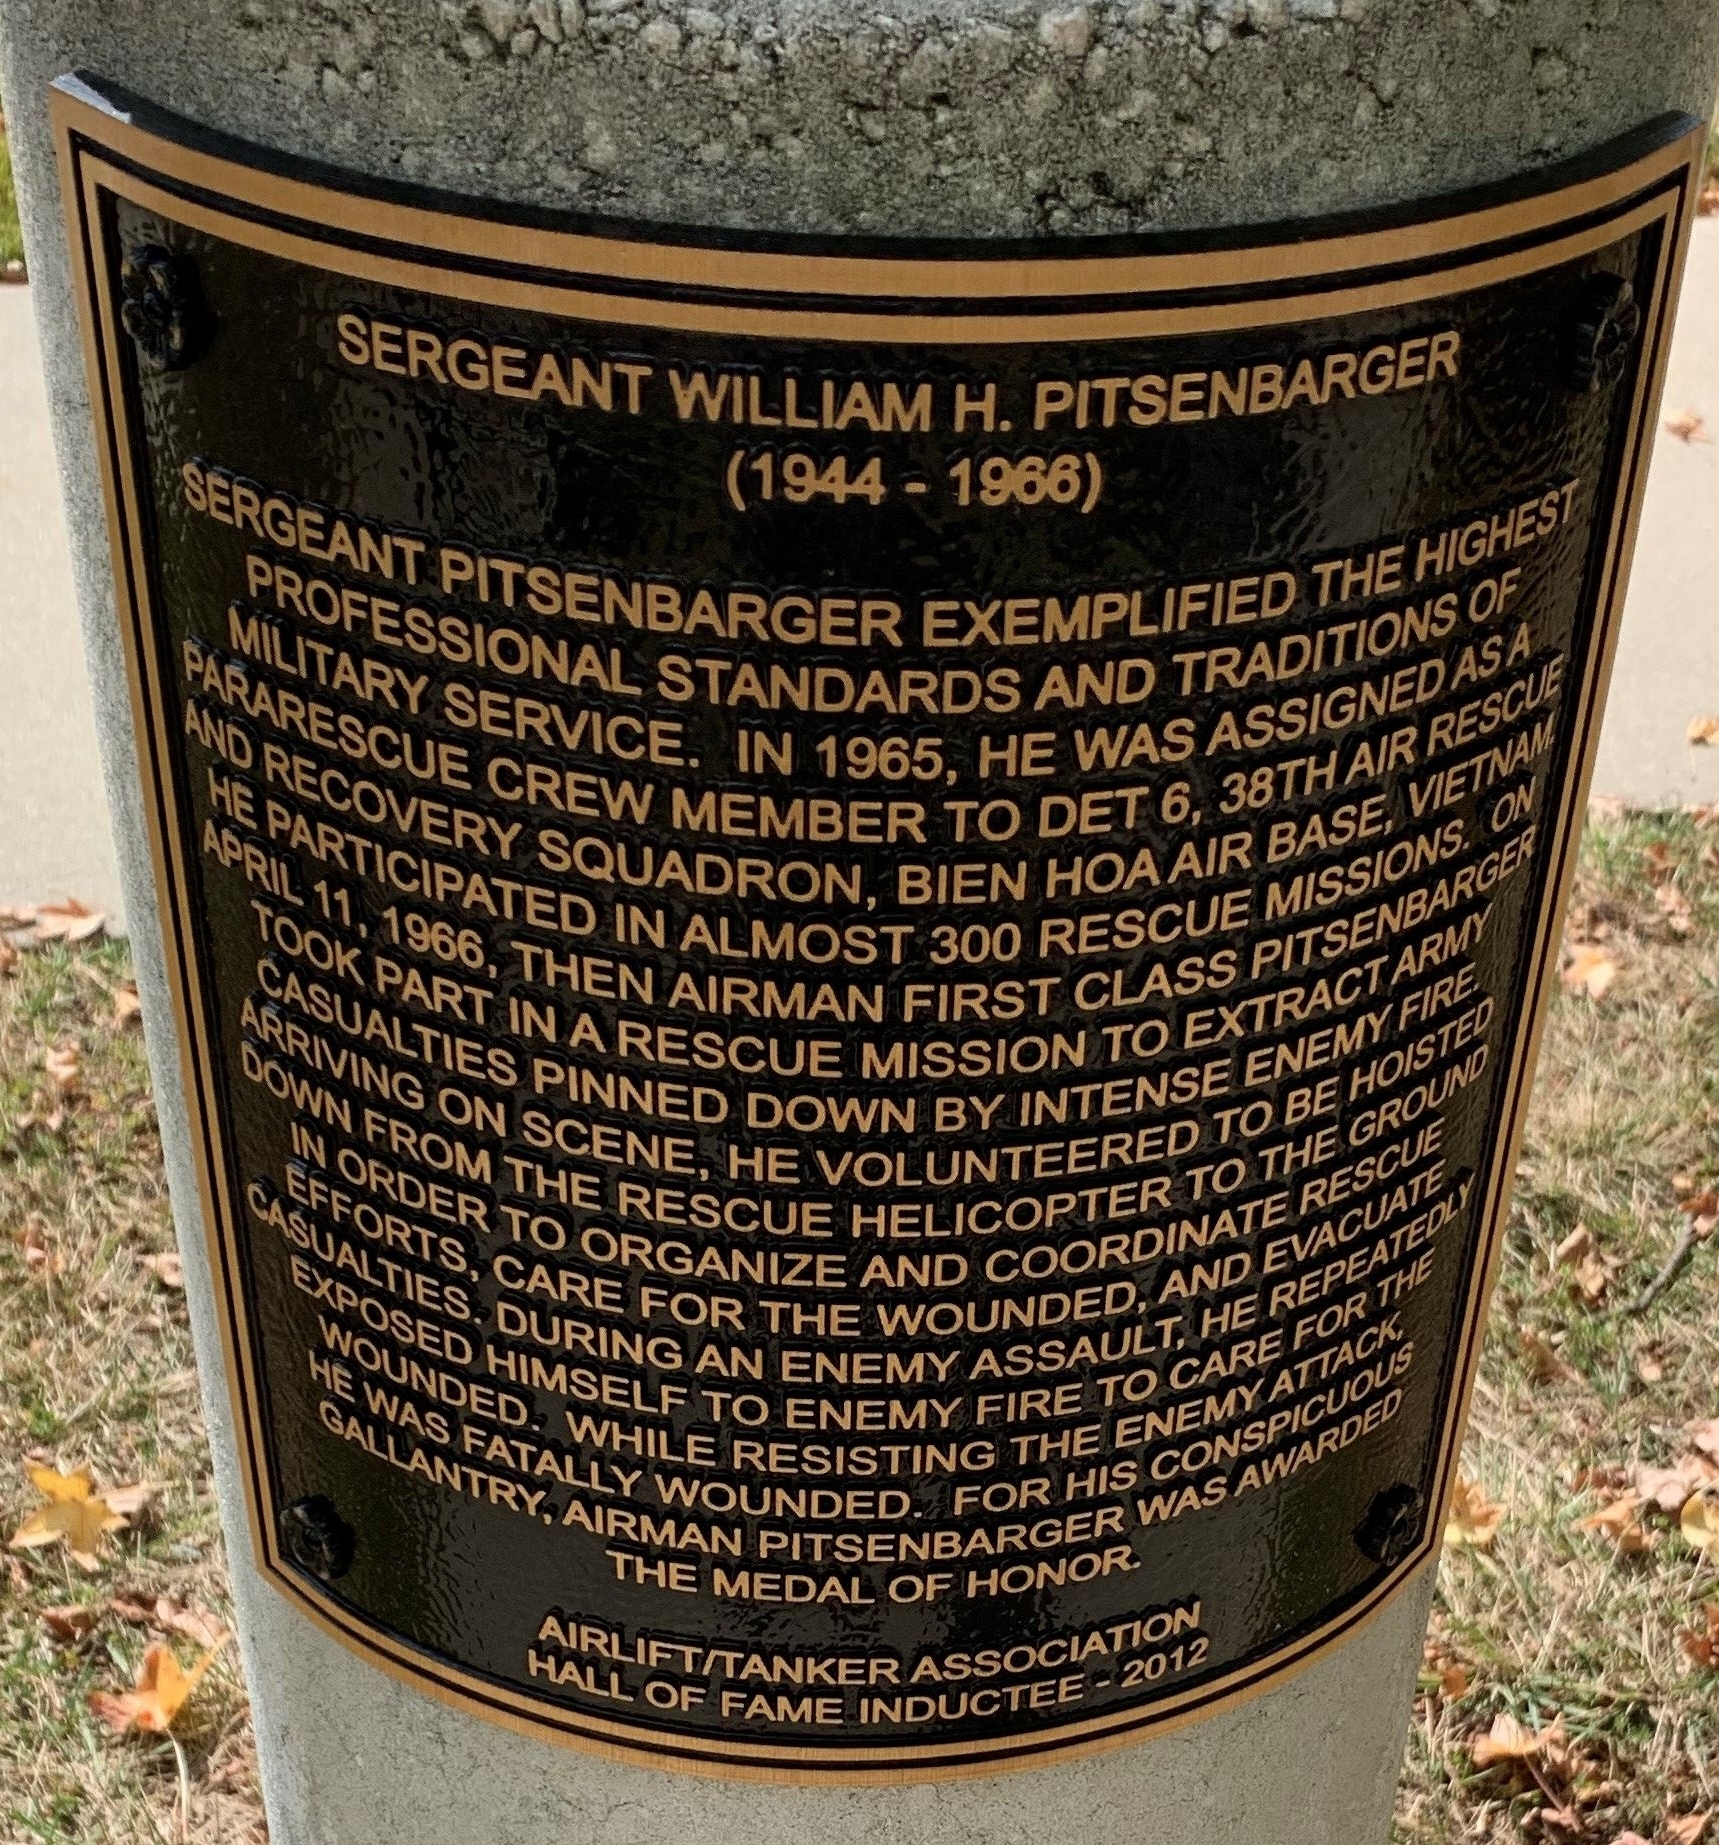 SERGEANT WILLIAM H. PITSENBARGER
(1944 - 1966)
SERGEANT PITSENBARGER EXEMPLIFIED THE HIGHEST
PROFESSIONAL STANDARDS AND TRADITIONS OF
MILITARY SERVICE. IN 1965, HE WAS ASSIGNED AS A
PARARESCUE CREW MEMBER TO DET 6, 38TH AIR RESCUE
AND RECOVERY SQUADRON, BIEN HOA AIR BASE, VIETNAM.
HE PARTICIPATED IN ALMOST 300 RESCUE MISSIONS. ON
APRIL 11, 1966, THEN AIRMAN FIRST CLASS PITSENBARGER
TOOK PART IN A RESCUE MISSION TO EXTRACT ARMY
CASUALTIES PINNED DOWN BY INTENSE ENEMY FIRE.
ARRIVING ON SCENE, HE VOLUNTEERED TO BE HOISTED
DOWN FROM THE RESCUE HELICOPTER TO THE GROUND
IN ORDER TO ORGANIZE AND COORDINATE RESCUE
EFFORTS, CARE FOR THE WOUNDED, AND EVACUATE
CASUALTIES. DURING AN ENEMY ASSAULT, HE REPEATEDLY
EXPOSED HIMSELF TO ENEMY FIRE TO CARE FOR THE
WOUNDED. WHILE RESISTING THE ENEMY ATTACK,
HE WAS FATALLY WOUNDED. FOR HIS CONSPICUOUS
GALLANTRY, AIRMAN PITSENBARGER WAS AWARDED
THE MEDAL OF HONOR.
AIRLIFT/TANKER ASSOCIATION
HALL OF FAME INDUCTEE - 2012